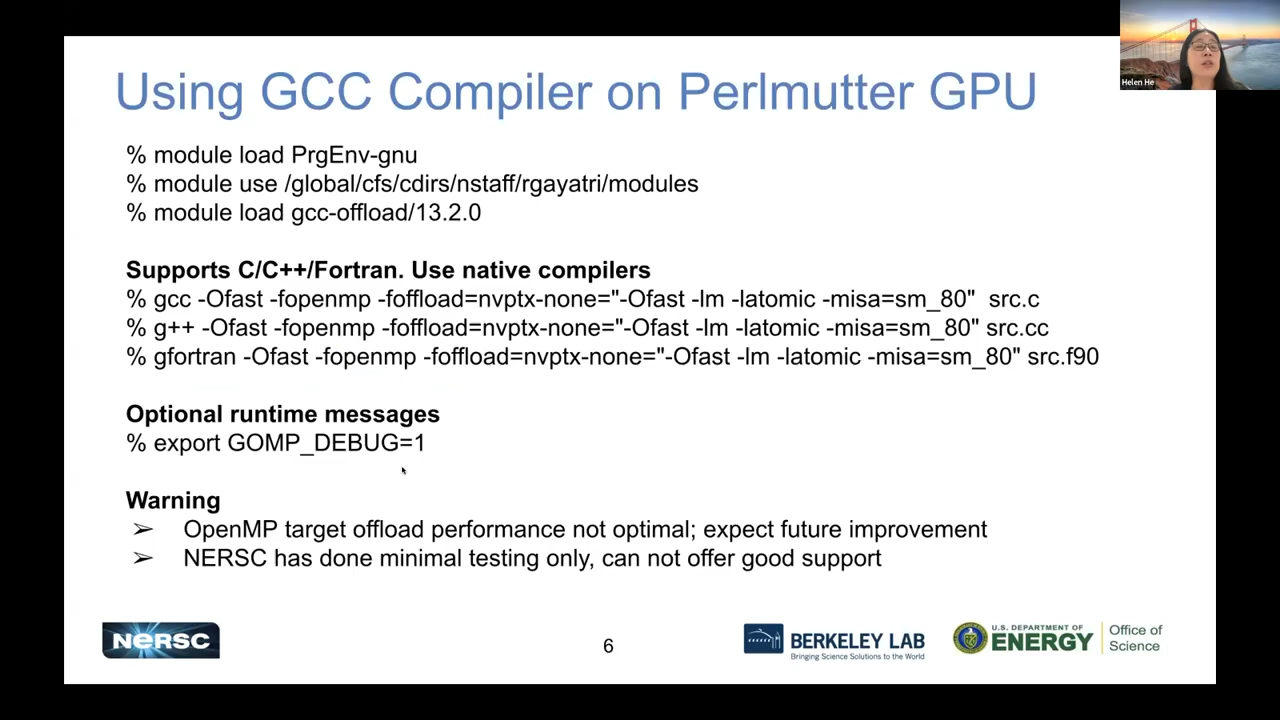 Using GCC Compiler on Perlmutter GPU
Helen He
% module load PrgEnv-gnu
% module use /global/cfs/cdirs/nstaff/rgayatri/modules
% module load gcc-offload/13.2.0
Supports C/C++/Fortran. Use native compilers
% gcc -Ofast -fopenmp -foffload=nvptx-none="-Ofast -lm -latomic -misa=sm_80" src.c
% g++ -Ofast -fopenmp -foffload=nvptx-none="-Ofast -lm -latomic -misa=sm_80" src.cc
% gfortran -Ofast -fopenmp -foffload=nvptx-none="-Ofast -lm -latomic -misa=sm_80" src.f90
Optional runtime messages
% export GOMP_DEBUG=1
Warning
➢ OpenMP target offload performance not optimal; expect future improvement
➢ NERSC has done minimal testing only, can not offer good support
NERSC
6
BERKELEY LAB
Bringing Science Solutions to the World
U.S. DEPARTMENT OF
ENERGY
Office of
Science